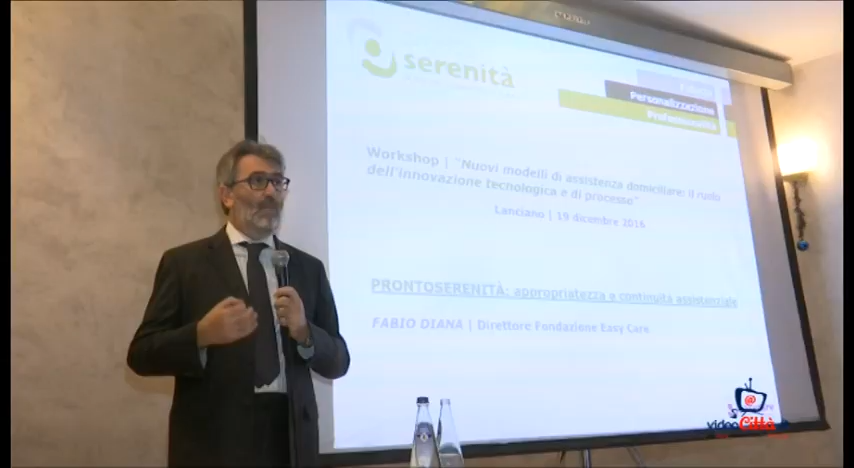 serenità
Personalizzazione
Professionalità
Workshop | "Nuovi modelli di assistenza domiciliare: il ruolo
dell'innovazione tecnologica e di processo"
Lanciano | 19 dicembre 2016
PRONTOSERENITÀ: appropriatezza e continuità assistenziale
FABIO DIANA | Direttore Fondazione Easy Care
@
videoCittà